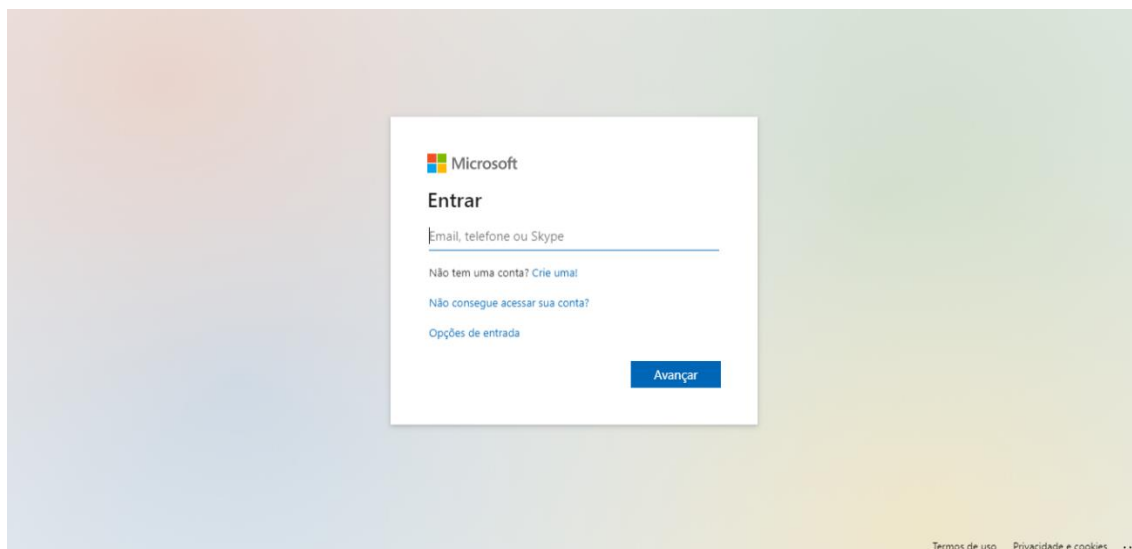 Microsoft
Entrar
Email, telefone ou Skype
Não tem uma conta? Crie uma!
Não consegue acessar sua conta?
Opções de entrada
Avançar
Termos de uso Privacidade e cookies ...